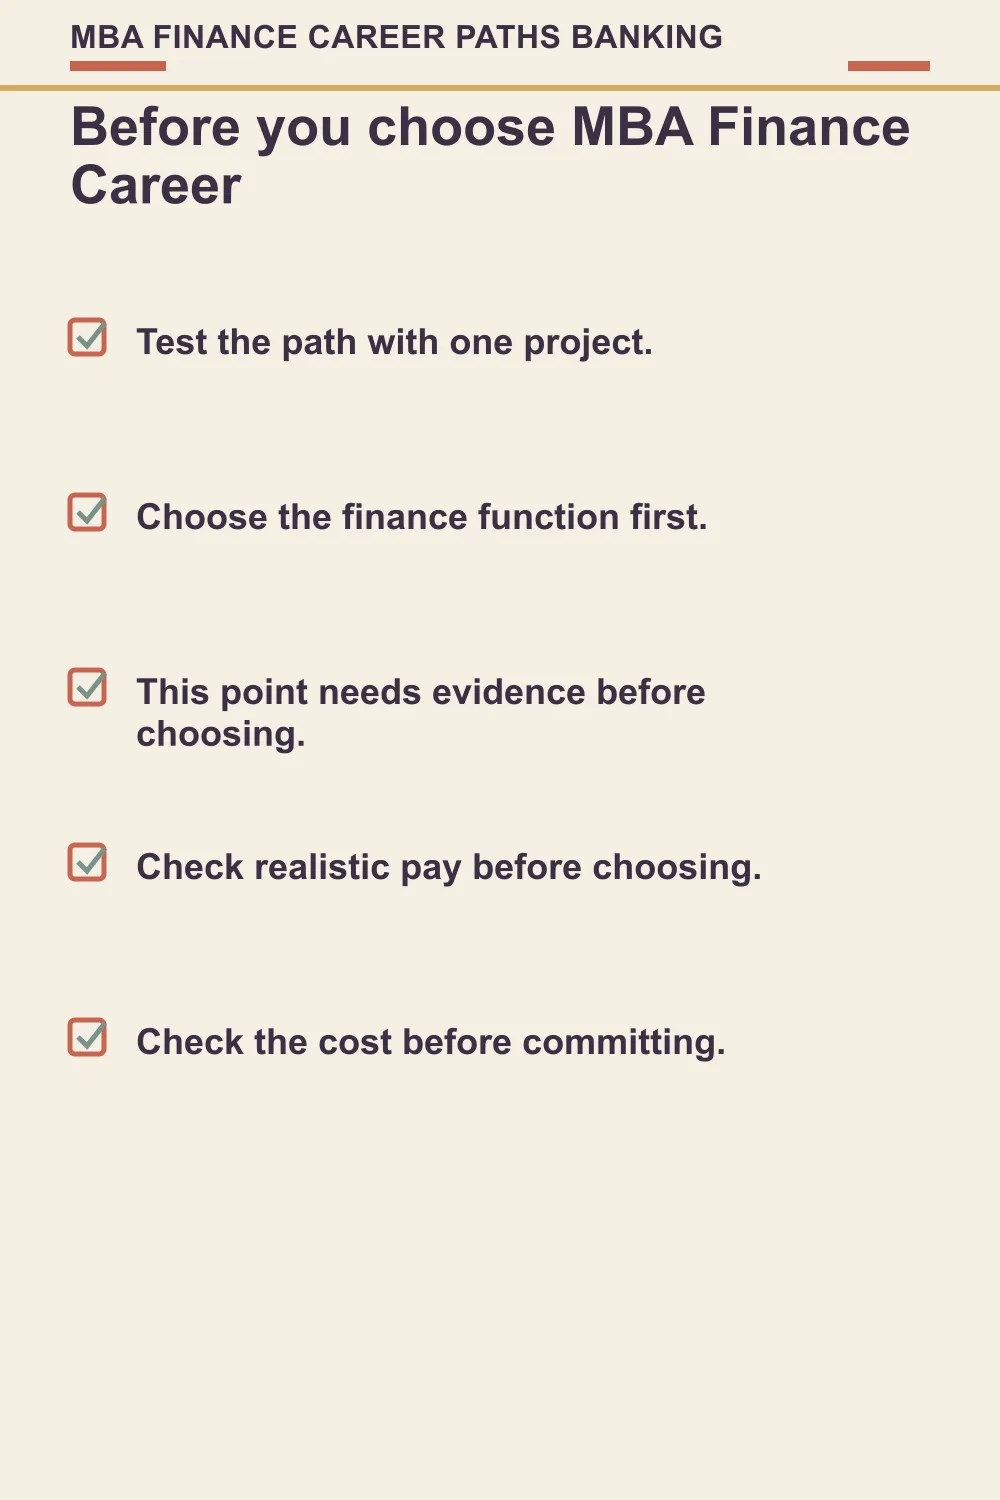 MBA FINANCE CAREER PATHS BANKING
Before you choose MBA Finance
Career
Test the path with one project.
Choose the finance function first.
This point needs evidence before
choosing.
Check realistic pay before choosing.
Check the cost before committing.